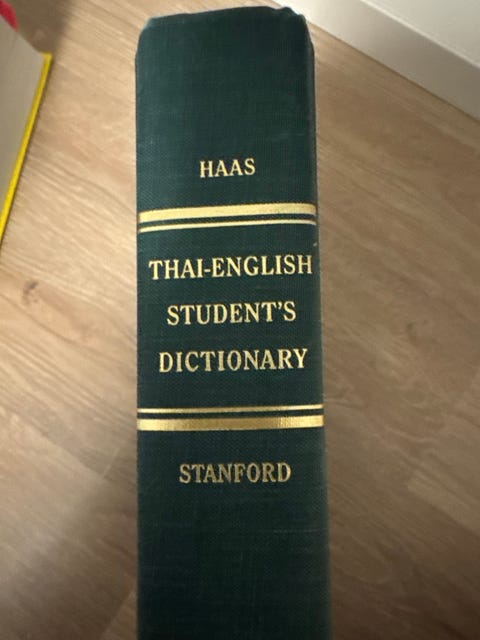 HAAS
THAI-ENGLISH
STUDENT'S
DICTIONARY
STANFORD